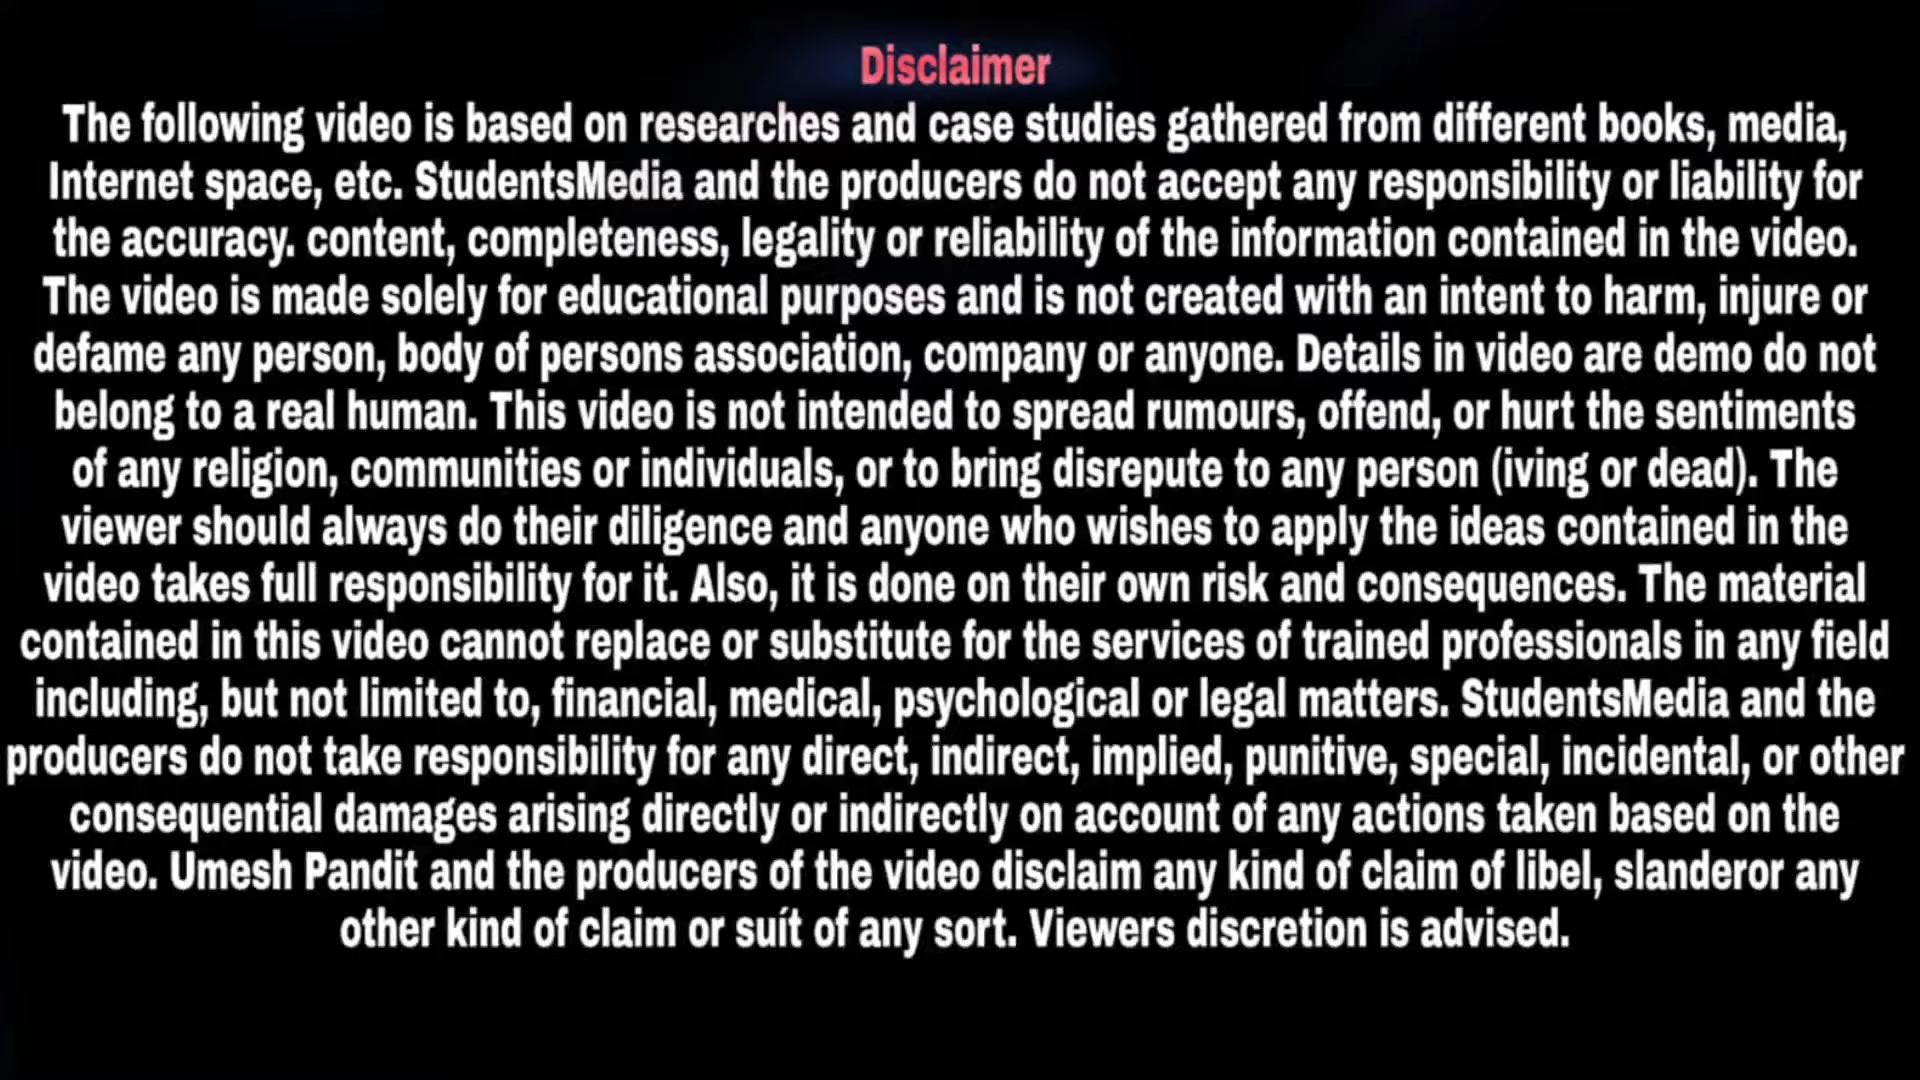 Disclaimer
The following video is based on researches and case studies gathered from different books, media,
Internet space, etc. StudentsMedia and the producers do not accept any responsibility or liability for
the accuracy. content, completeness, legality or reliability of the information contained in the video.
The video is made solely for educational purposes and is not created with an intent to harm, injure or
defame any person, body of persons association, company or anyone. Details in video are demo do not
belong to a real human. This video is not intended to spread rumours, offend, or hurt the sentiments
of any religion, communities or individuals, or to bring disrepute to any person (iving or dead). The
viewer should always do their diligence and anyone who wishes to apply the ideas contained in the
video takes full responsibility for it. Also, it is done on their own risk and consequences. The material
contained in this video cannot replace or substitute for the services of trained professionals in any field
including, but not limited to, financial, medical, psychological or legal matters. StudentsMedia and the
producers do not take responsibility for any direct, indirect, implied, punitive, special, incidental, or other
consequential damages arising directly or indirectly on account of any actions taken based on the
video. Umesh Pandit and the producers of the video disclaim any kind of claim of libel, slanderor any
other kind of claim or suít of any sort. Viewers discretion is advised.